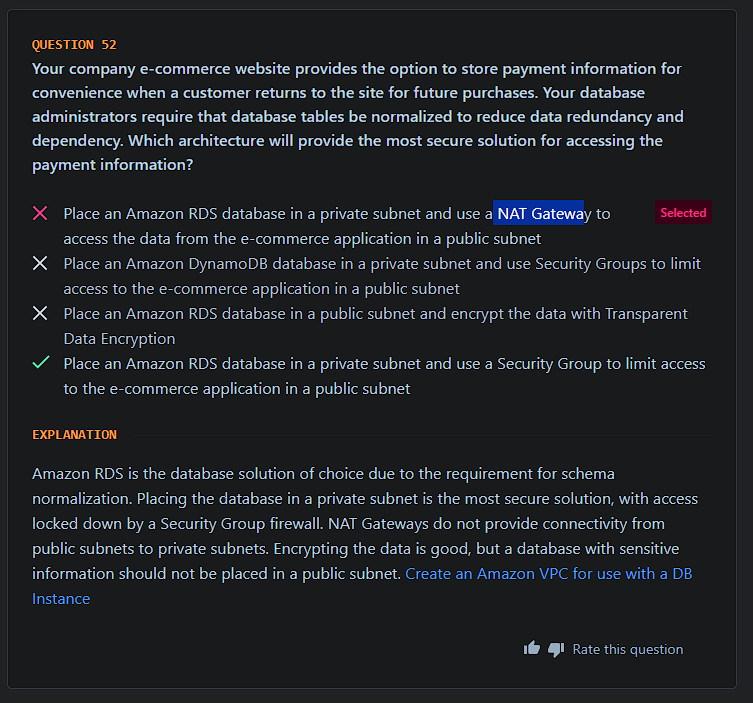 QUESTION 52
Your company e-commerce website provides the option to store payment information for
convenience when a customer returns to the site for future purchases. Your database
administrators require that database tables be normalized to reduce data redundancy and
dependency. Which architecture will provide the most secure solution for accessing the
payment information?
Place an Amazon RDS database in a private subnet and use a NAT Gateway to
Selected
access the data from the e-commerce application in a public subnet
Place an Amazon DynamoDB database in a private subnet and use Security Groups to limit
access to the e-commerce application in a public subnet
Place an Amazon RDS database in a public subnet and encrypt the data with Transparent
Data Encryption
Place an Amazon RDS database in a private subnet and use a Security Group to limit access
to the e-commerce application in a public subnet
EXPLANATION
Amazon RDS is the database solution of choice due to the requirement for schema
normalization. Placing the database in a private subnet is the most secure solution, with access
locked down by a Security Group firewall. NAT Gateways do not provide connectivity from
public subnets to private subnets. Encrypting the data is good, but a database with sensitive
information should not be placed in a public subnet. Create an Amazon VPC for use with a DB
Instance
Rate this question